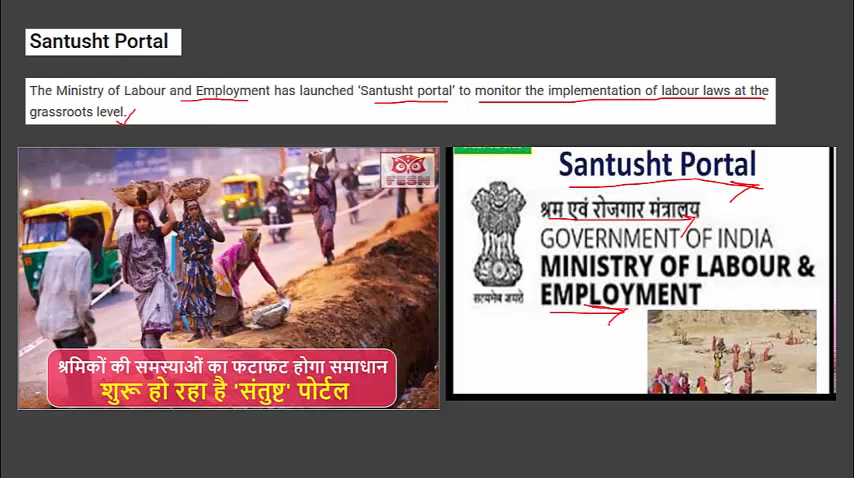 Santusht Portal
The Ministry of Labour and Employment has launched ‘Santusht portal’ to monitor the implementation of labour laws at the
grassroots level.
FESN
श्रमिकों की समस्याओं का फटाफट होगा समाधान
शुरू हो रहा है 'संतुष्ट' पोर्टल
Santusht Portal
श्रम एवं रोजगार मंत्रालय
GOVERNMENT OF INDIA
MINISTRY OF LABOUR &
EMPLOYMENT
सत्यमेव जयते